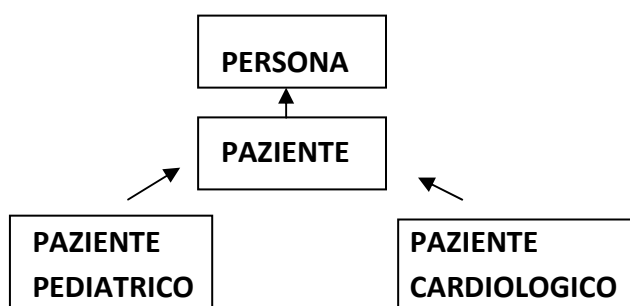 PERSONA
PAZIENTE
PAZIENTE
PEDIATRICO
PAZIENTE
CARDIOLOGICO